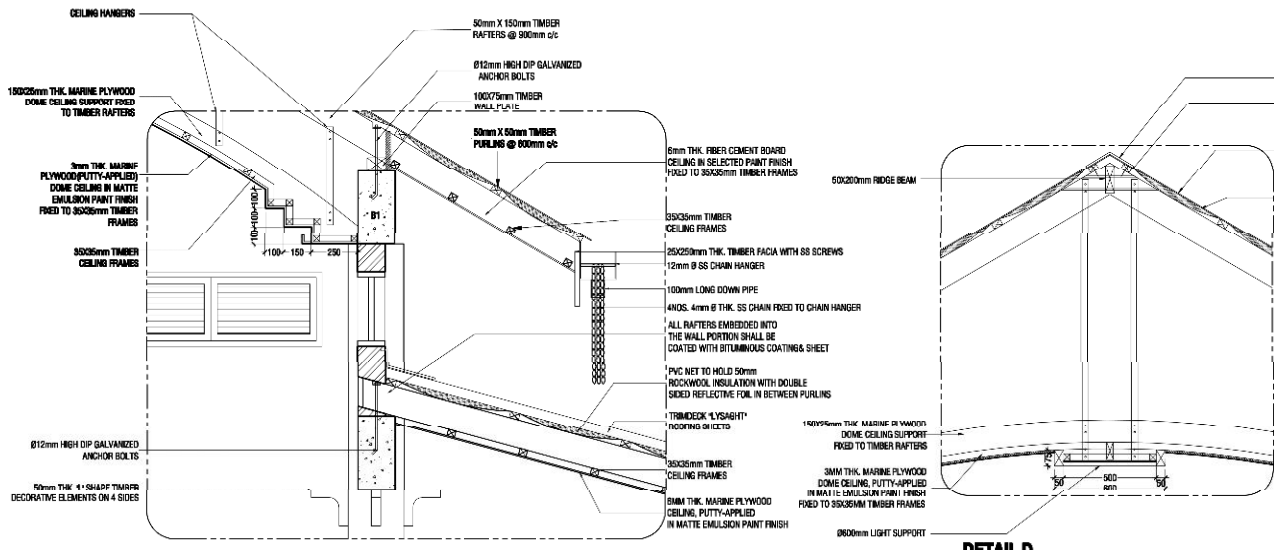 CEILING HANGERS
150X25mm THK. MARINE PLYWOOD
DOME CEILING SUPPORT FIXED
TO TIMBER RAFTERS
3mm THK. MARINE
PLYWOOD(PUTTY-APPLIED)
DOME CEILING IN MATTE
EMULSION PAINT FINISH
FIXED TO 35X35mm TIMBER
FRAMES
35X35mm TIMBER
CEILING FRAMES
50mm X 150mm TIMBER
RAFTERS @ 900mm c/c
Ø12mm HIGH DIP GALVANIZED
ANCHOR BOLTS
100X75mm TIMBER
WALL PLATE
50mm X 50mm TIMBER
PURLINS @ 600mm c/c
100
100
100
100
150
250
B1
6mm THK. FIBER CEMENT BOARD
CEILING IN SELECTED PAINT FINISH
FIXED TO 35X35mm TIMBER FRAMES
35X35mm TIMBER
CEILING FRAMES
25X250mm THK. TIMBER FACIA WITH SS SCREWS
12mm Ø SS CHAIN HANGER
100mm LONG DOWN PIPE
4NOS. 4mm Ø THK. SS CHAIN FIXED TO CHAIN HANGER
ALL RAFTERS EMBEDDED INTO
THE WALL PORTION SHALL BE
COATED WITH BITUMINOUS COATING& SHEET
PVC NET TO HOLD 50mm
ROCKWOOL INSULATION WITH DOUBLE
SIDED REFLECTIVE FOIL IN BETWEEN PURLINS
TRIMDECK "LYSAGHT"
ROOFING SHEETS
35X35mm TIMBER
CEILING FRAMES
6MM THK. MARINE PLYWOOD
CEILING, PUTTY-APPLIED
IN MATTE EMULSION PAINT FINISH
Ø12mm HIGH DIP GALVANIZED
ANCHOR BOLTS
50mm THK. 'L' SHAPE TIMBER
DECORATIVE ELEMENTS ON 4 SIDES
50X200mm RIDGE BEAM
150X25mm THK. MARINE PLYWOOD
DOME CEILING SUPPORT
FIXED TO TIMBER RAFTERS
3MM THK. MARINE PLYWOOD
DOME CEILING, PUTTY-APPLIED
IN MATTE EMULSION PAINT FINISH
FIXED TO 35X35MM TIMBER FRAMES
Ø600mm LIGHT SUPPORT
75
50
500
50
600
DETAIL D